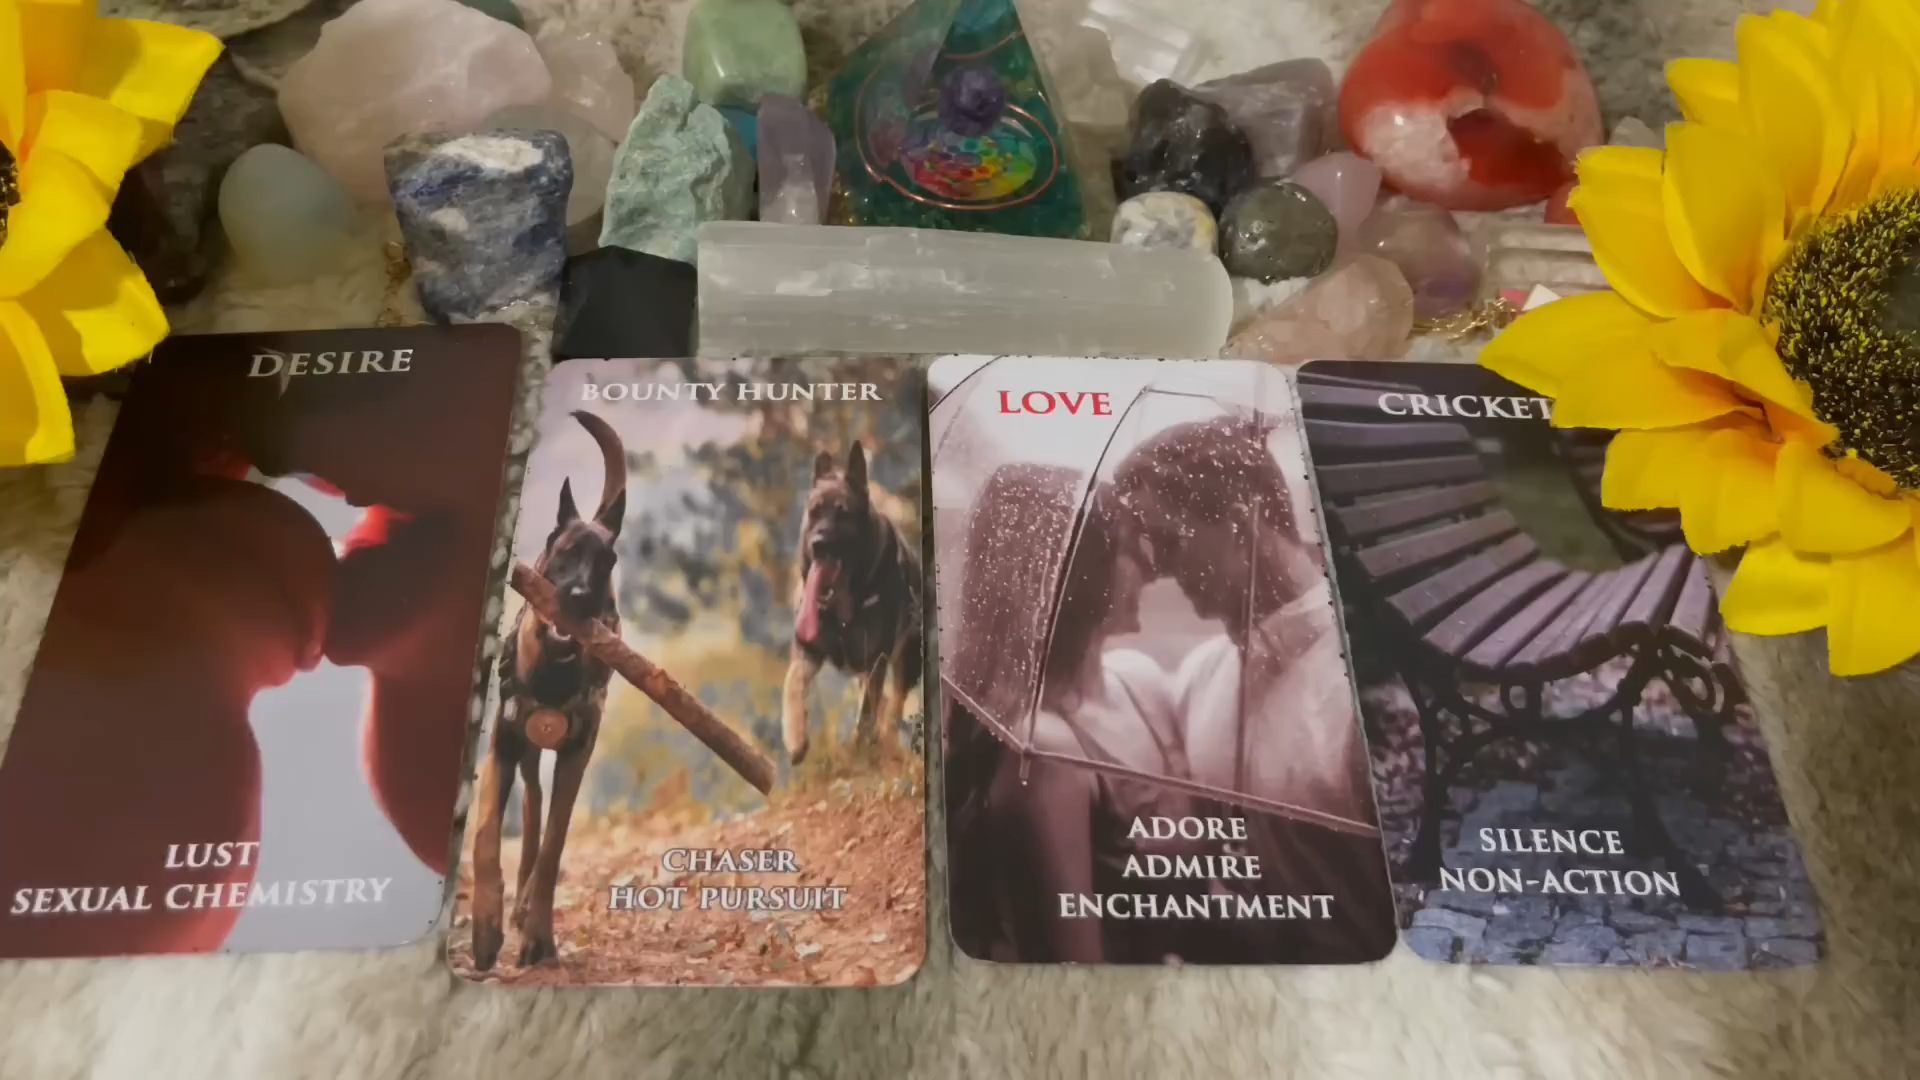 DESIRE
LUST
SEXUAL CHEMISTRY
BOUNTY HUNTER
CHASER
HOT PURSUIT
LOVE
ADORE
ADMIRE
ENCHANTMENT
CRICKET
SILENCE
NON-ACTION